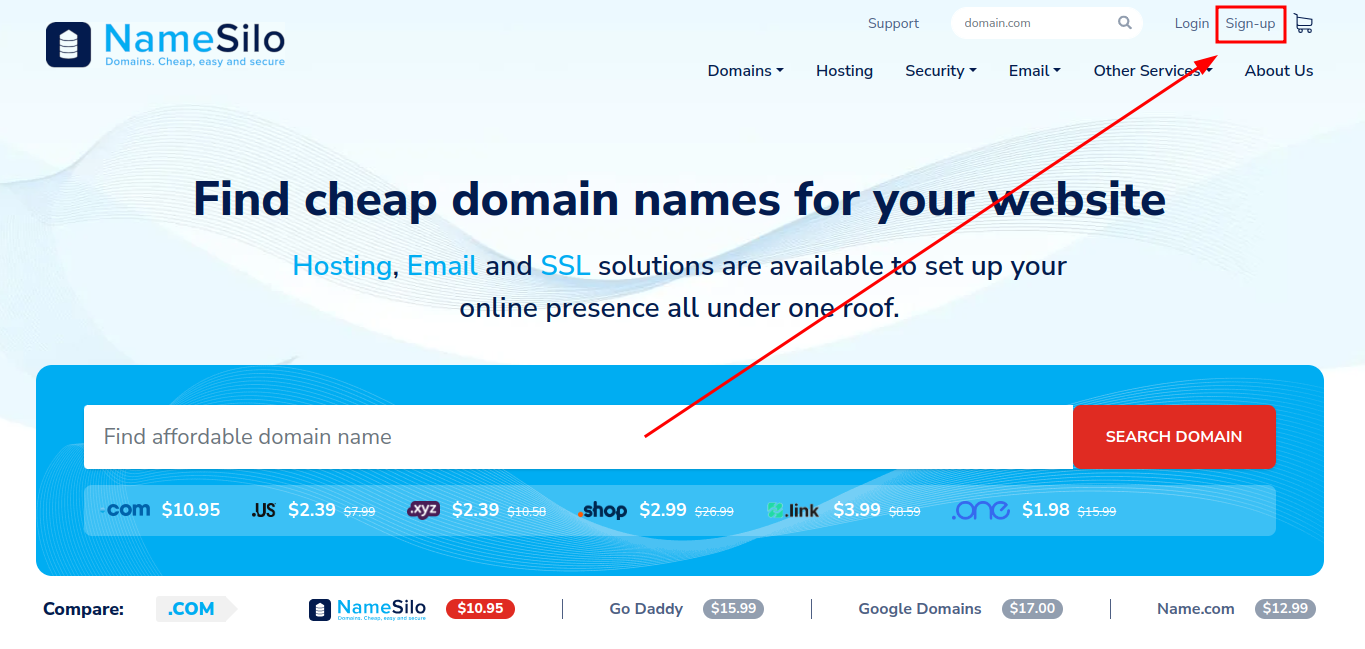 NameSilo
Domains. Cheap, easy and secure
Support domain.com Login Sign-up
Domains Hosting Security Email Other Services About Us
Find cheap domain names for your website
Hosting, Email and SSL solutions are available to set up your
online presence all under one roof.
Find affordable domain name SEARCH DOMAIN
.com $10.95 .US $2.39 $7.99 .xyz $2.39 $10.58 .shop $2.99 $26.99 .link $3.99 $8.59 .one $1.98 $15.99
Compare: .COM NameSilo $10.95 Go Daddy $15.99 Google Domains $17.00 Name.com $12.99
Domains. Cheap, easy and secure